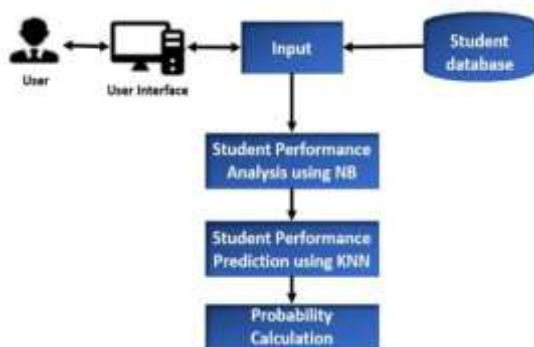 Input
Student
database
User
User Interface
Student Performance
Analysis using NB
Student Performance
Prediction using KNN
Probability
Calculation